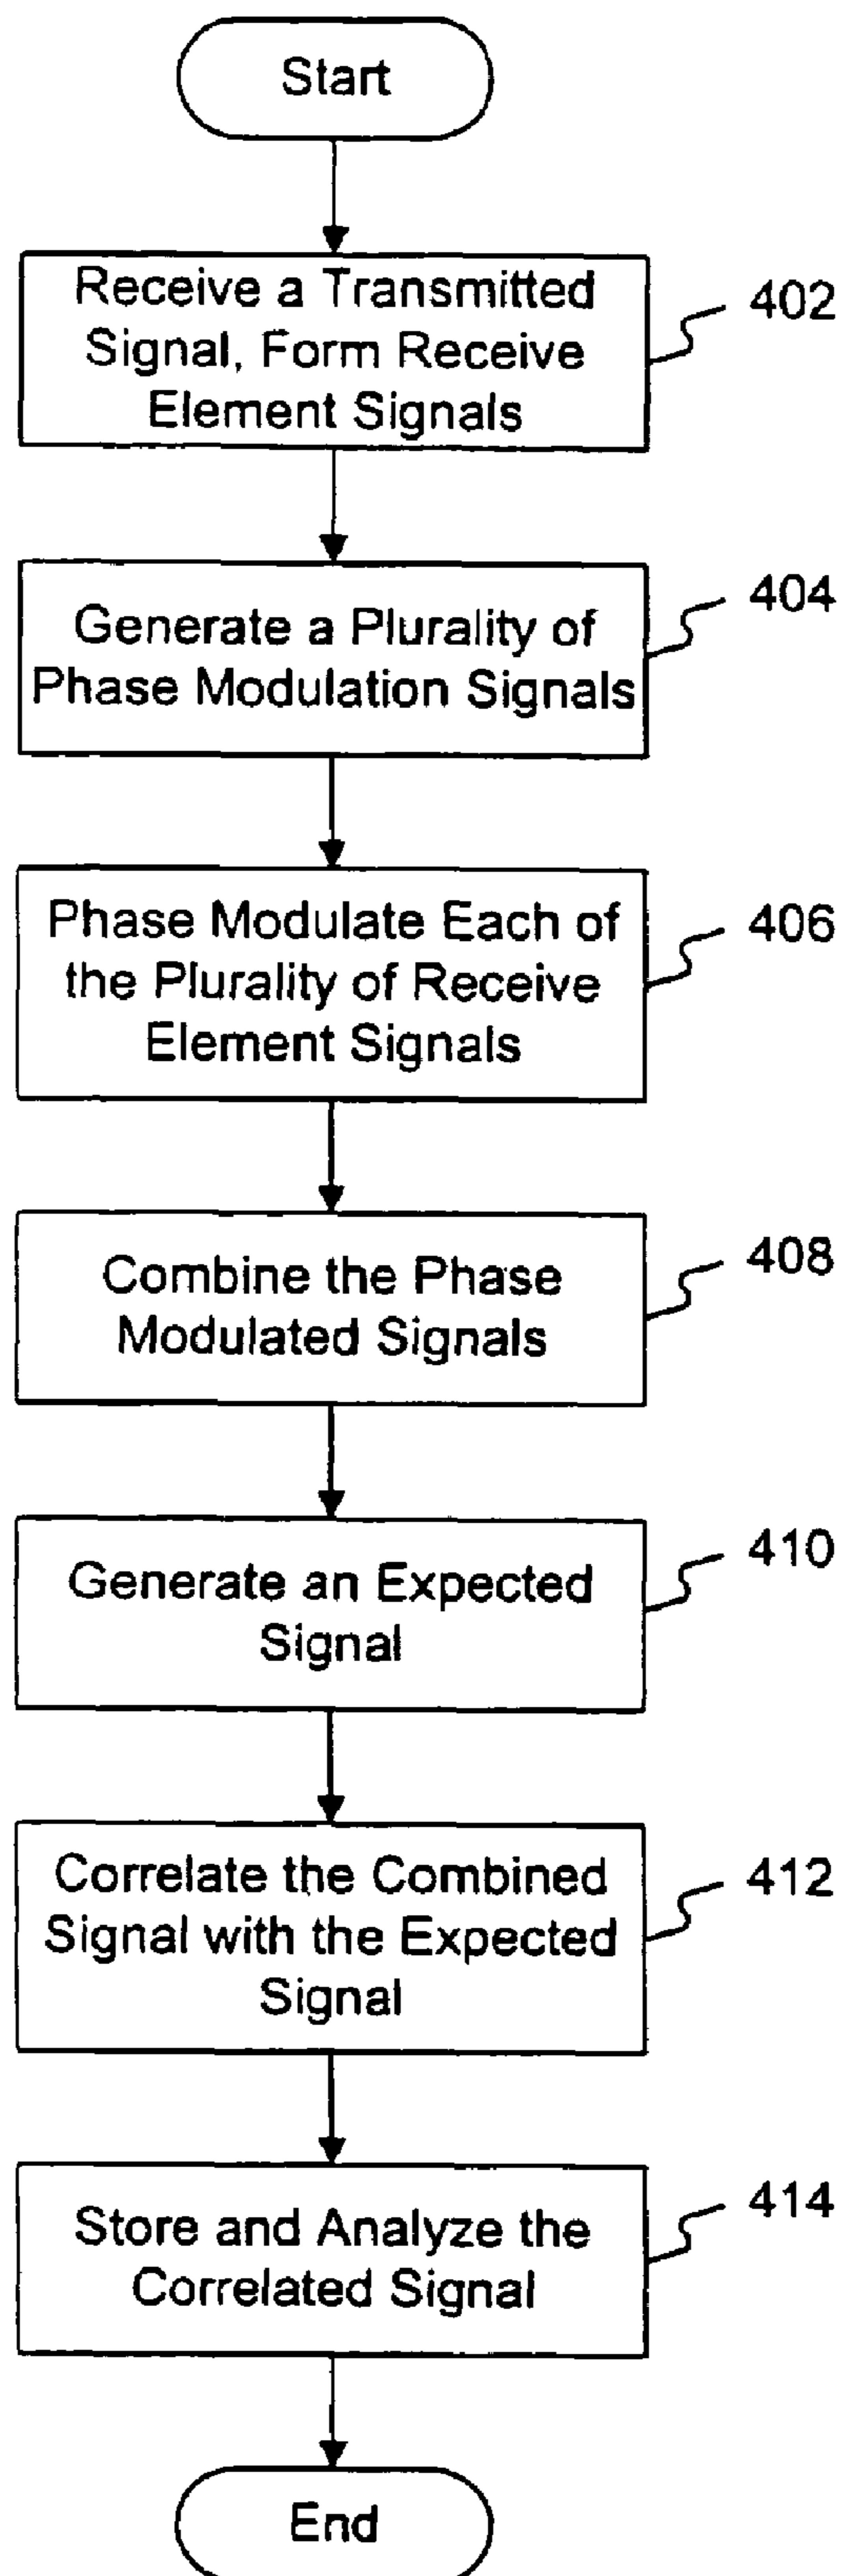 Start
Receive a Transmitted
Signal, Form Receive
Element Signals
402
Generate a Plurality of
Phase Modulation Signals
404
Phase Modulate Each of
the Plurality of Receive
Element Signals
406
Combine the Phase
Modulated Signals
408
Generate an Expected
Signal
410
Correlate the Combined
Signal with the Expected
Signal
412
Store and Analyze the
Correlated Signal
414
End